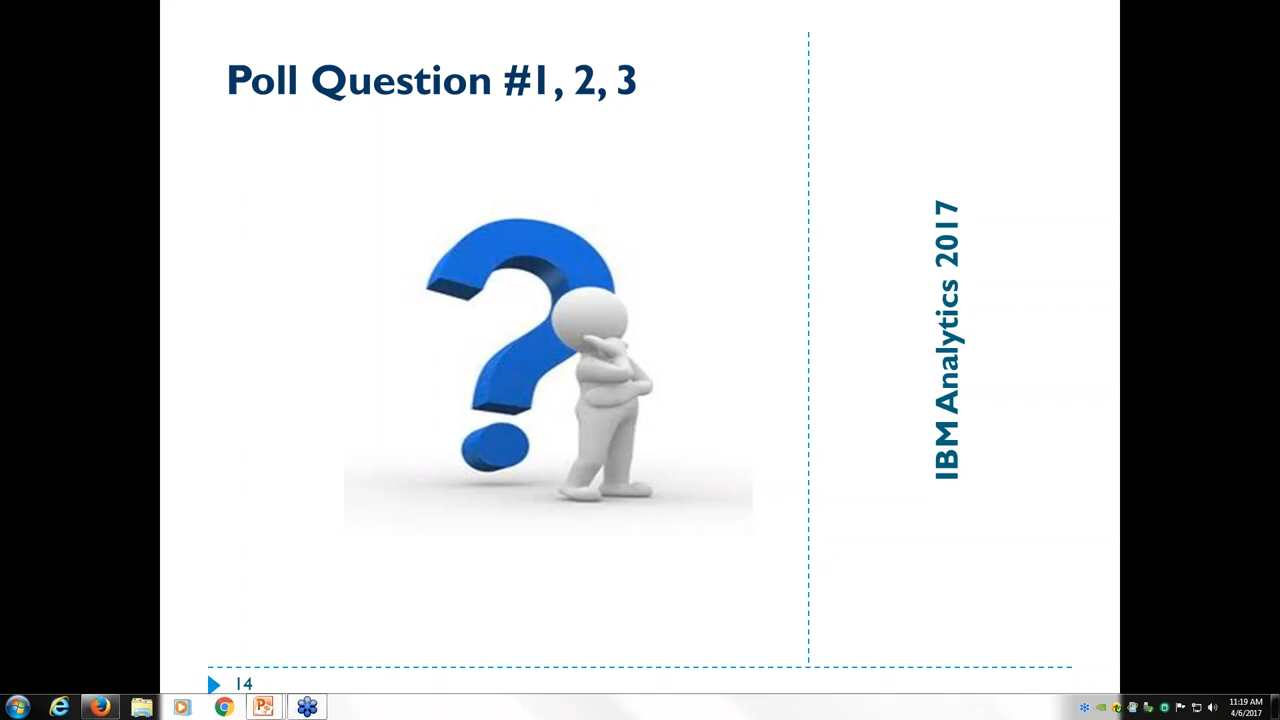 Poll Question #1, 2, 3
IBM Analytics 2017
14
11:19 AM
4/6/2017